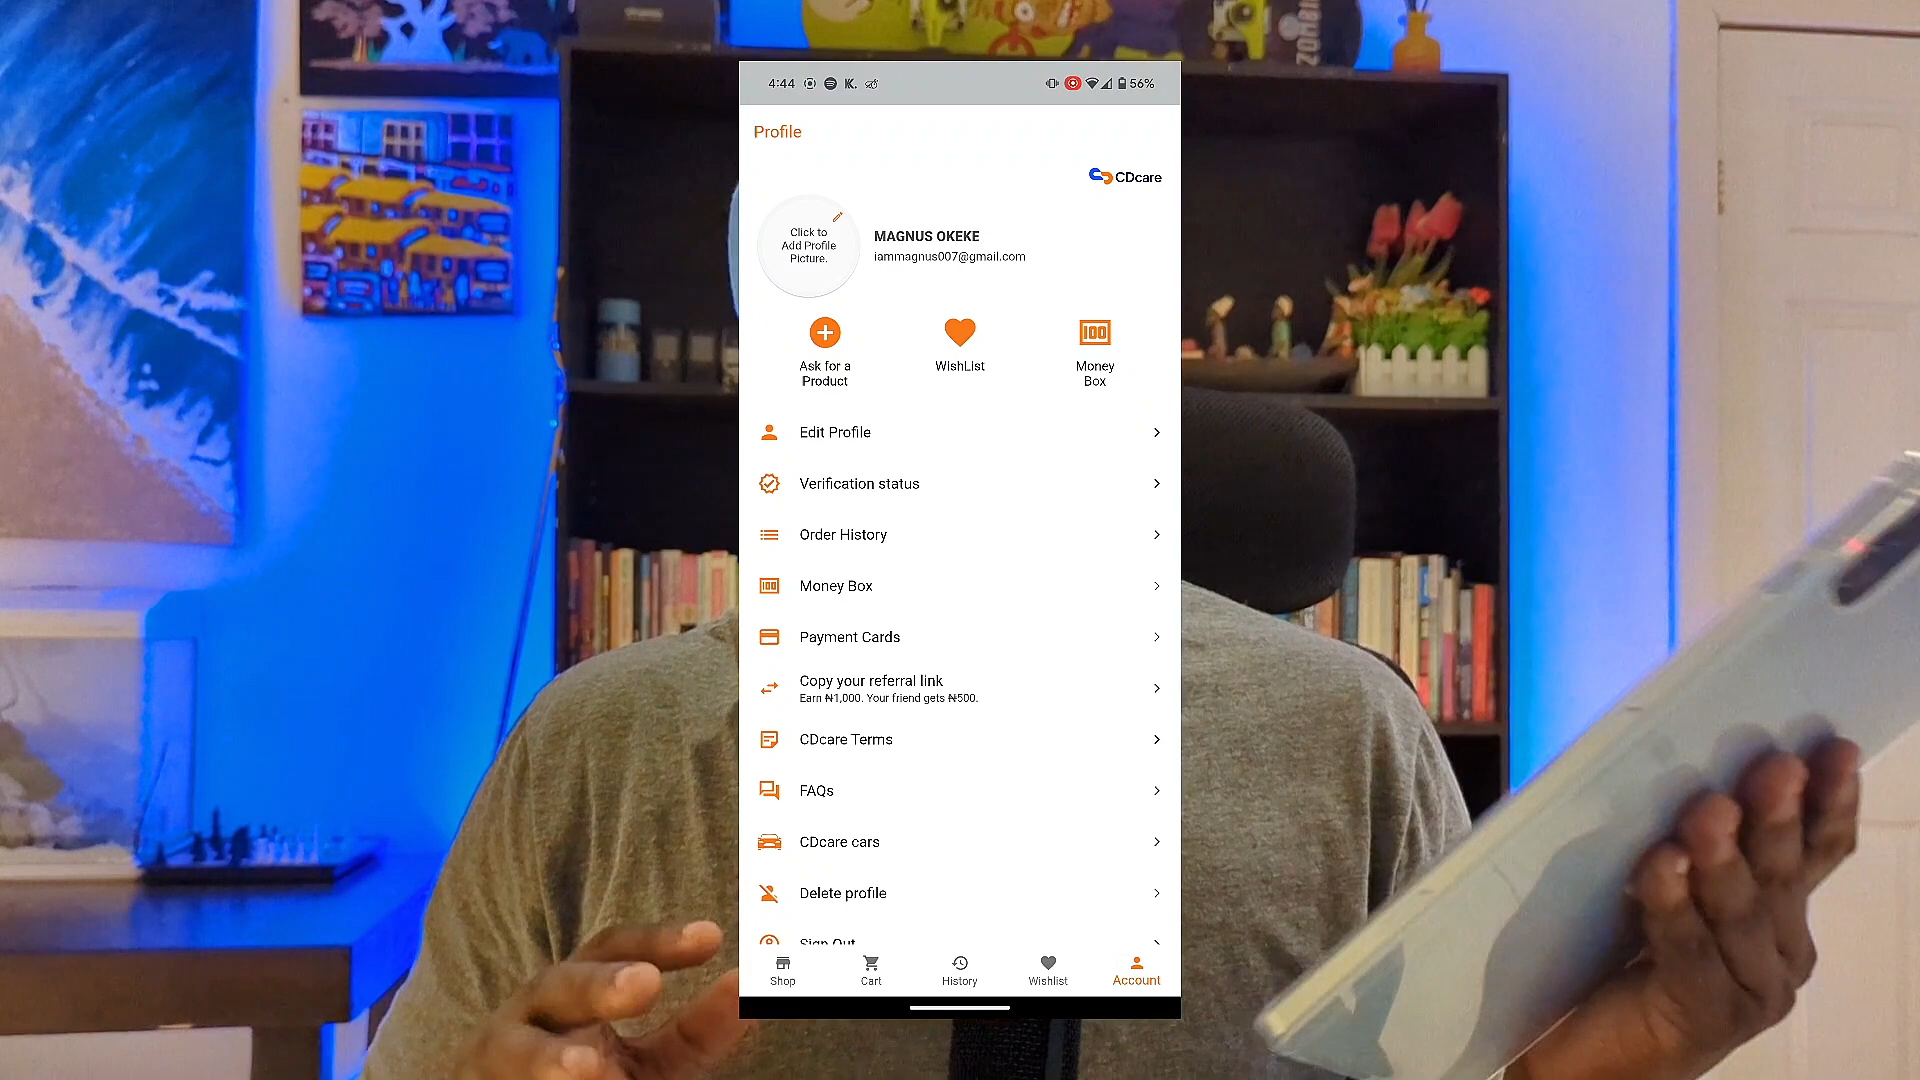 4:44 K. 56%
Profile
CDcare
Click to
Add Profile
Picture.
MAGNUS OKEKE
iammagnus007@gmail.com
Ask for a
Product
WishList
Money
Box
Edit Profile
Verification status
Order History
Money Box
Payment Cards
Copy your referral link
Earn ₦1,000. Your friend gets ₦500.
CDcare Terms
FAQs
CDcare cars
Delete profile
Sign Out
Shop
Cart
History
Wishlist
Account